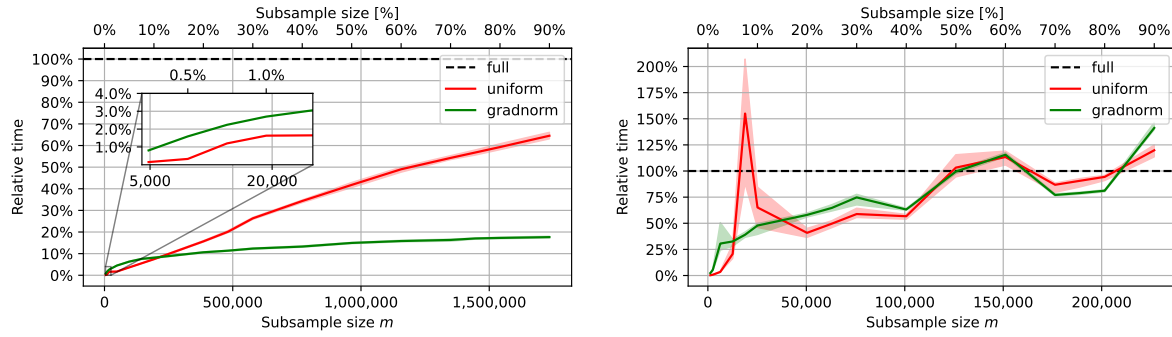 Subsample size [%]
0% 10% 20% 30% 40% 50% 60% 70% 80% 90%
100%
90%
80%
70%
60%
50%
40%
30%
20%
10%
0%
Relative time
0.5% 1.0%
4.0%
3.0%
2.0%
1.0%
5,000 20,000
full
uniform
gradnorm
0 500,000 1,000,000 1,500,000
Subsample size m
Subsample size [%]
0% 10% 20% 30% 40% 50% 60% 70% 80% 90%
200%
175%
150%
125%
100%
75%
50%
25%
0%
Relative time
full
uniform
gradnorm
0 50,000 100,000 150,000 200,000
Subsample size m